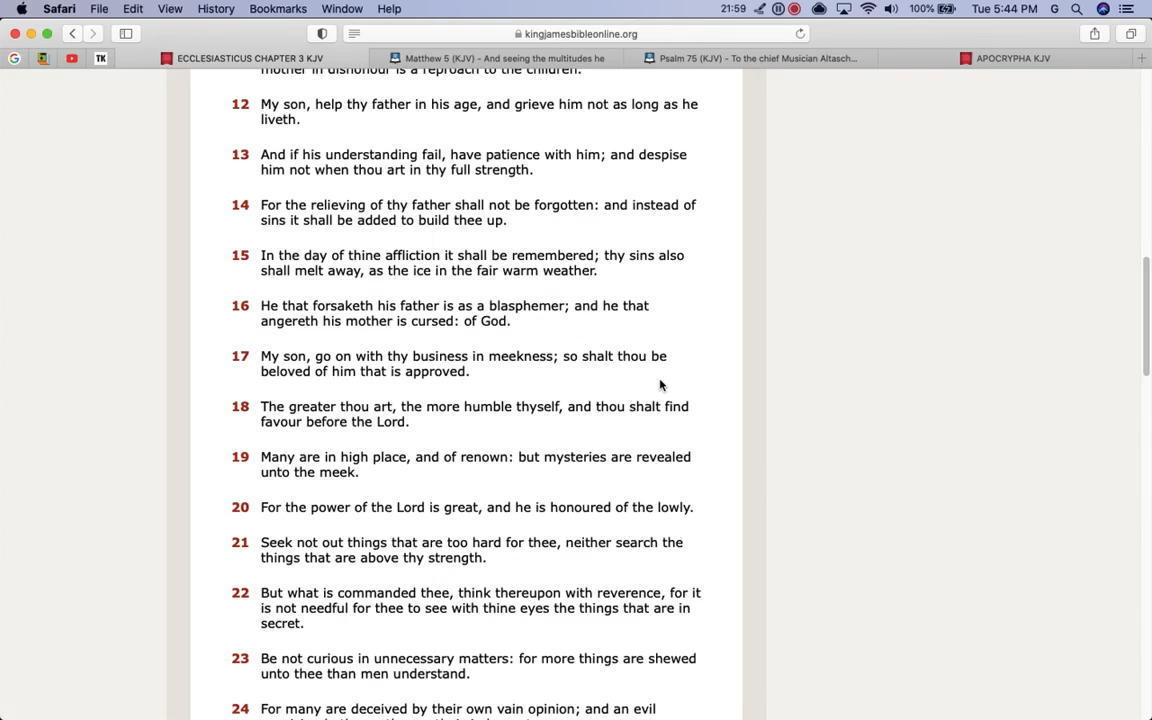 Safari File Edit View History Bookmarks Window Help 21:59 100% Tue 5:44 PM G
kingjamesbibleonline.org
TK ECCLESIASTICUS CHAPTER 3 KJV Matthew 5 (KJV) - And seeing the multitudes he Psalm 75 (KJV) - To the chief Musician Altasch... APOCRYPHA KJV
mother in dishonour is a reproach to the children.
12 My son, help thy father in his age, and grieve him not as long as he
liveth.
13 And if his understanding fail, have patience with him; and despise
him not when thou art in thy full strength.
14 For the relieving of thy father shall not be forgotten: and instead of
sins it shall be added to build thee up.
15 In the day of thine affliction it shall be remembered; thy sins also
shall melt away, as the ice in the fair warm weather.
16 He that forsaketh his father is as a blasphemer; and he that
angereth his mother is cursed: of God.
17 My son, go on with thy business in meekness; so shalt thou be
beloved of him that is approved.
18 The greater thou art, the more humble thyself, and thou shalt find
favour before the Lord.
19 Many are in high place, and of renown: but mysteries are revealed
unto the meek.
20 For the power of the Lord is great, and he is honoured of the lowly.
21 Seek not out things that are too hard for thee, neither search the
things that are above thy strength.
22 But what is commanded thee, think thereupon with reverence, for it
is not needful for thee to see with thine eyes the things that are in
secret.
23 Be not curious in unnecessary matters: for more things are shewed
unto thee than men understand.
24 For many are deceived by their own vain opinion; and an evil